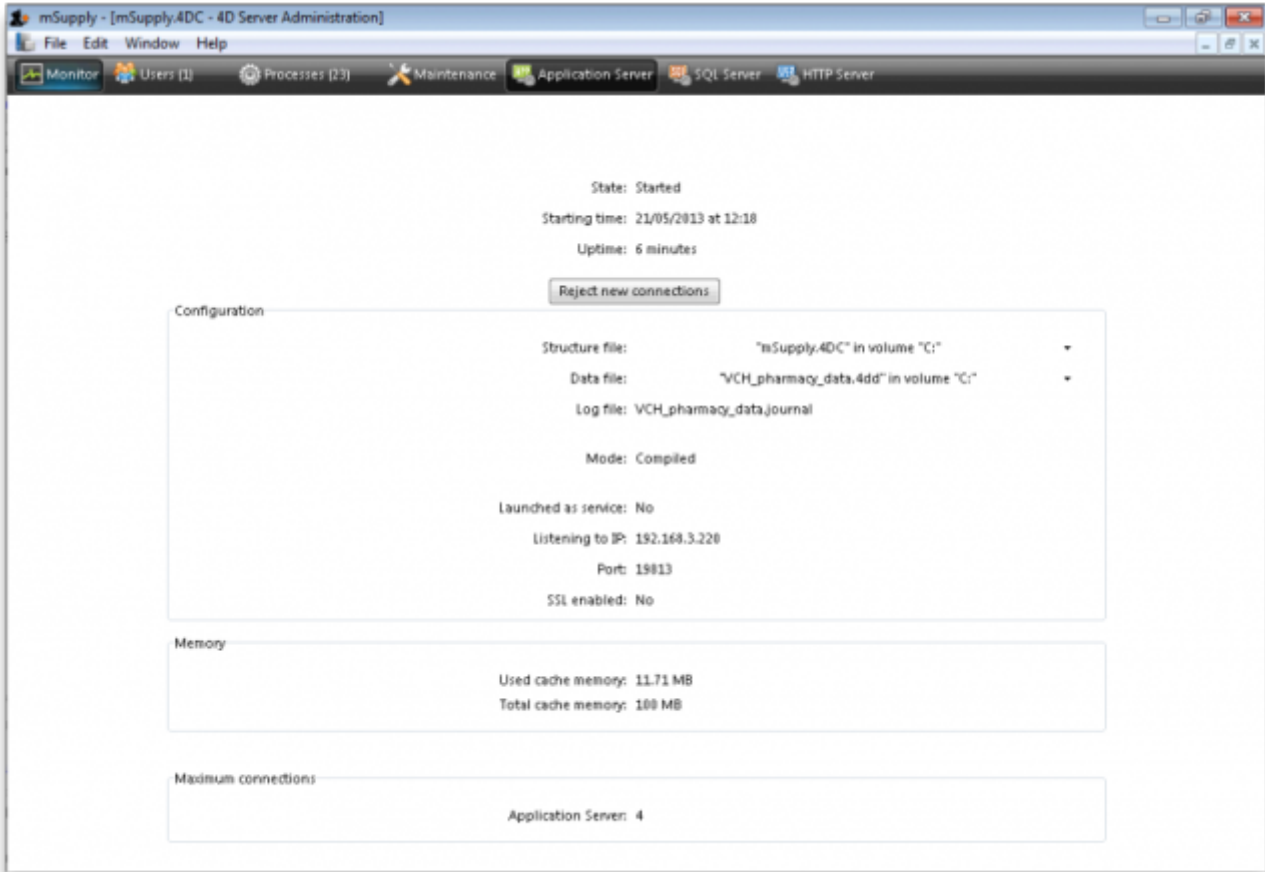 mSupply - [mSupply.4DC - 4D Server Administration]
File Edit Window Help
Monitor Users (1) Processes (23) Maintenance Application Server SQL Server HTTP Server
State: Started
Starting time: 21/05/2013 at 12:18
Uptime: 6 minutes
Reject new connections
Configuration
Structure file: "mSupply.4DC" in volume "C:"
Data file: "VCH_pharmacy_data.4dd" in volume "C:"
Log file: VCH_pharmacy_data.journal
Mode: Compiled
Launched as service: No
Listening to IP: 192.168.3.220
Port: 19813
SSL enabled: No
Memory
Used cache memory: 11.71 MB
Total cache memory: 100 MB
Maximum connections
Application Server: 4